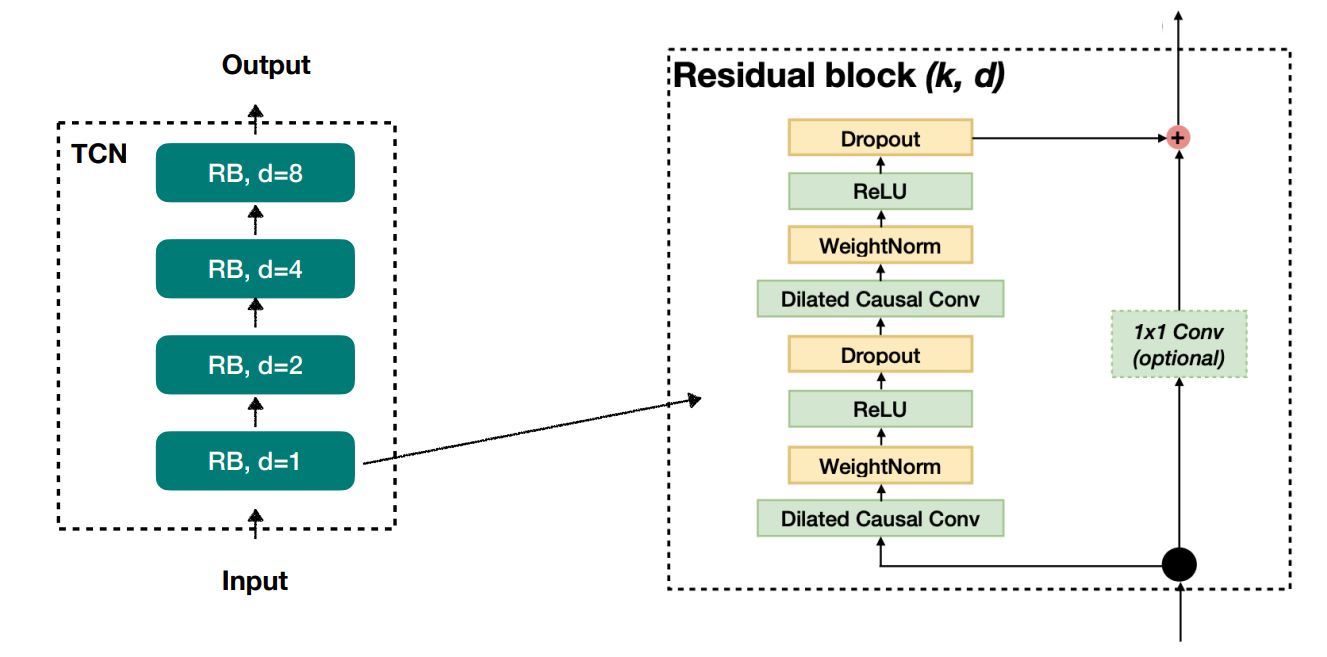 Output
TCN
RB, d=8
RB, d=4
RB, d=2
RB, d=1
Input
Residual block (k, d)
Dropout
ReLU
WeightNorm
Dilated Causal Conv
Dropout
ReLU
WeightNorm
Dilated Causal Conv
+
1x1 Conv
(optional)